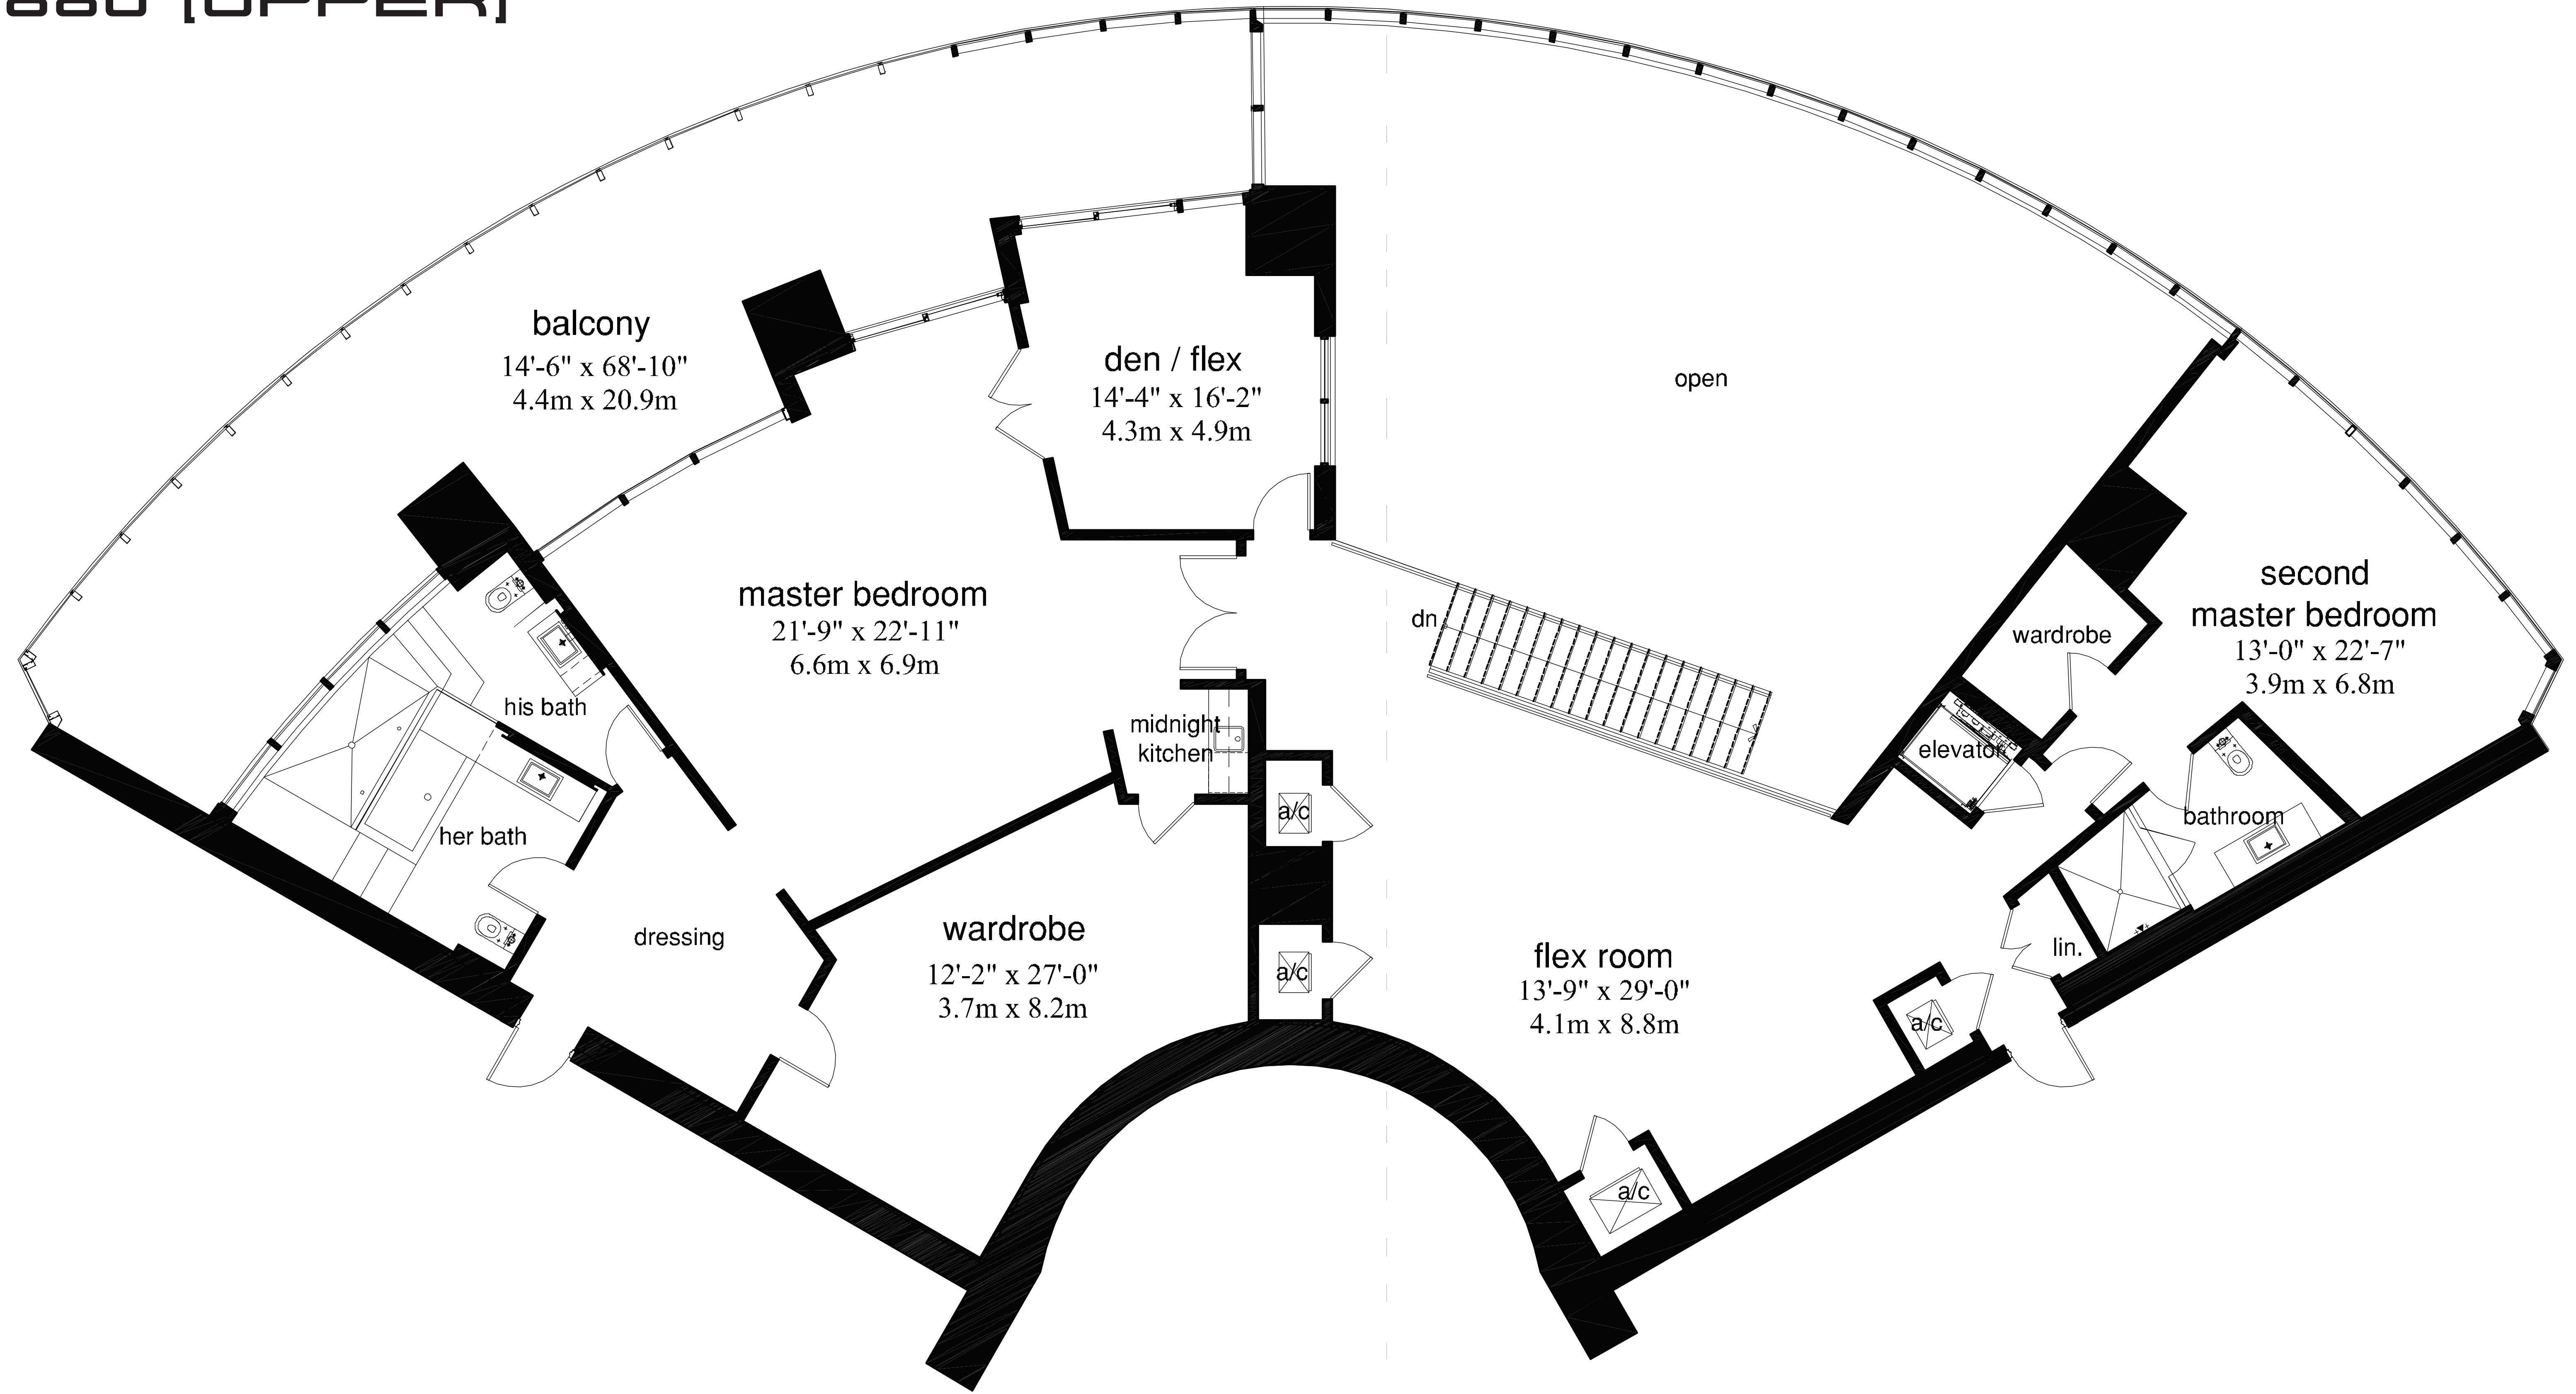 [UPPER]
balcony
14'-6" x 68'-10"
4.4m x 20.9m
den / flex
14'-4" x 16'-2"
4.3m x 4.9m
open
master bedroom
21'-9" x 22'-11"
6.6m x 6.9m
dn
second
master bedroom
13'-0" x 22'-7"
3.9m x 6.8m
wardrobe
his bath
midnight
kitchen
elevator
her bath
a/c
bathroom
dressing
wardrobe
12'-2" x 27'-0"
3.7m x 8.2m
a/c
flex room
13'-9" x 29'-0"
4.1m x 8.8m
lin.
a/c
a/c